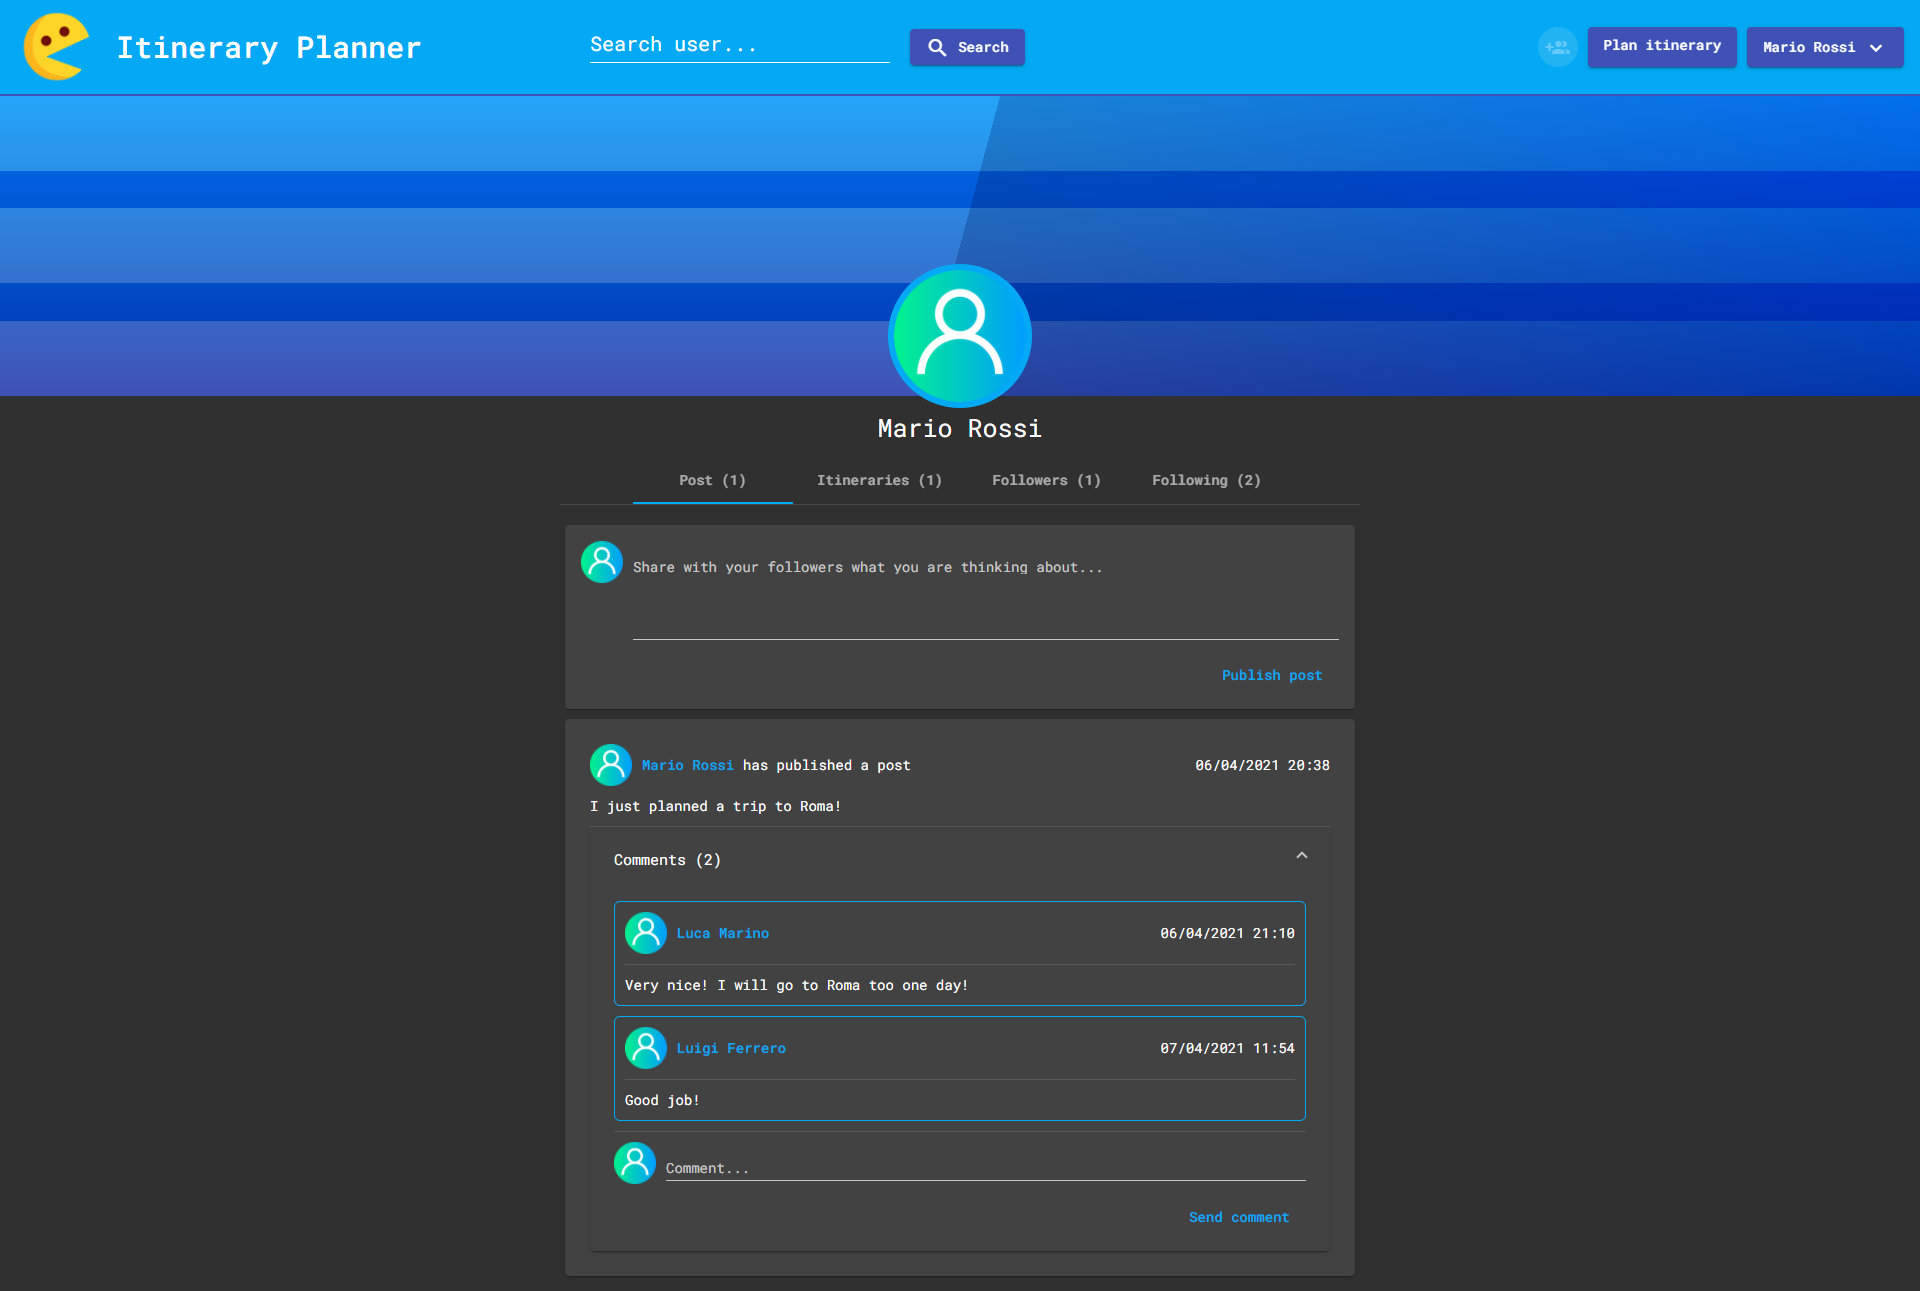 Itinerary Planner
Search user...
Search
Plan itinerary
Mario Rossi
Mario Rossi
Post (1)
Itineraries (1)
Followers (1)
Following (2)
Share with your followers what you are thinking about...
Publish post
Mario Rossi has published a post
06/04/2021 20:38
I just planned a trip to Roma!
Comments (2)
Luca Marino
06/04/2021 21:10
Very nice! I will go to Roma too one day!
Luigi Ferrero
07/04/2021 11:54
Good job!
Comment...
Send comment